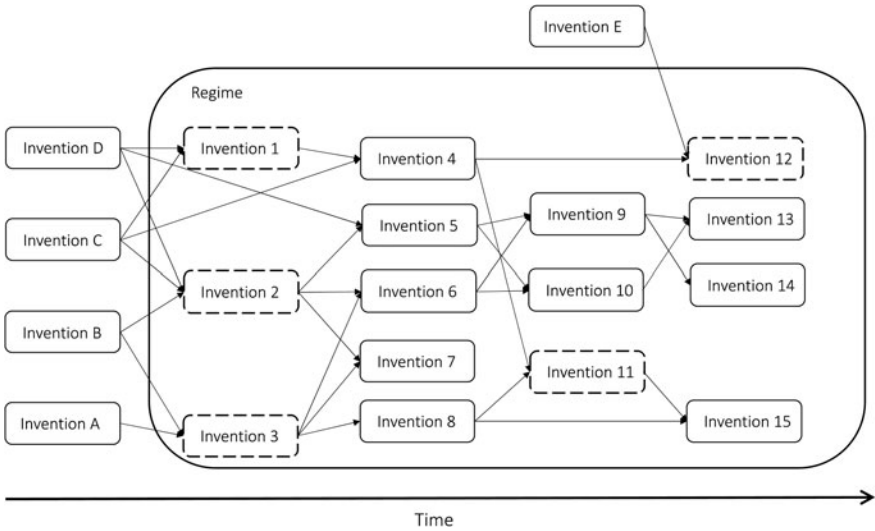 Invention E
Regime
Invention D
Invention 1
Invention 4
Invention 12
Invention C
Invention 5
Invention 9
Invention 13
Invention 2
Invention 6
Invention 10
Invention 14
Invention B
Invention 7
Invention 11
Invention A
Invention 3
Invention 8
Invention 15
Time